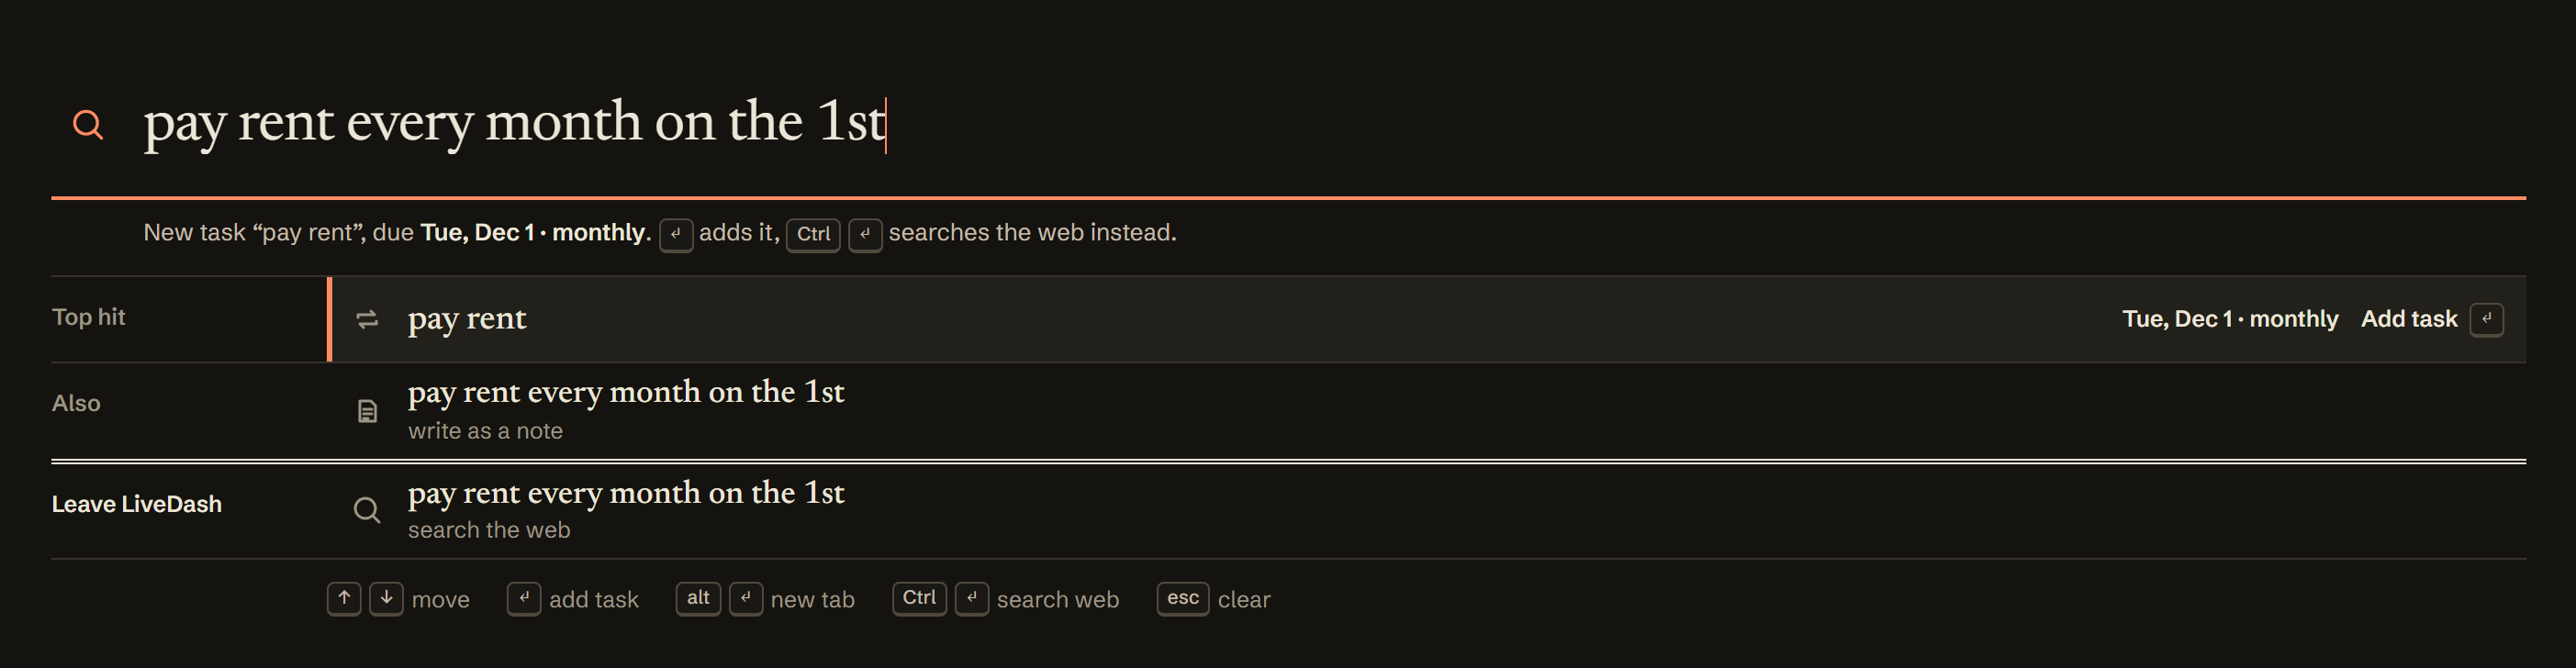 pay rent every month on the 1st
New task “pay rent”, due Tue, Dec 1 · monthly. ↵ adds it, Ctrl ↵ searches the web instead.
Top hit pay rent Tue, Dec 1 · monthly Add task ↵
Also pay rent every month on the 1st
write as a note
Leave LiveDash pay rent every month on the 1st
search the web
↑ ↓ move ↵ add task alt ↵ new tab Ctrl ↵ search web esc clear